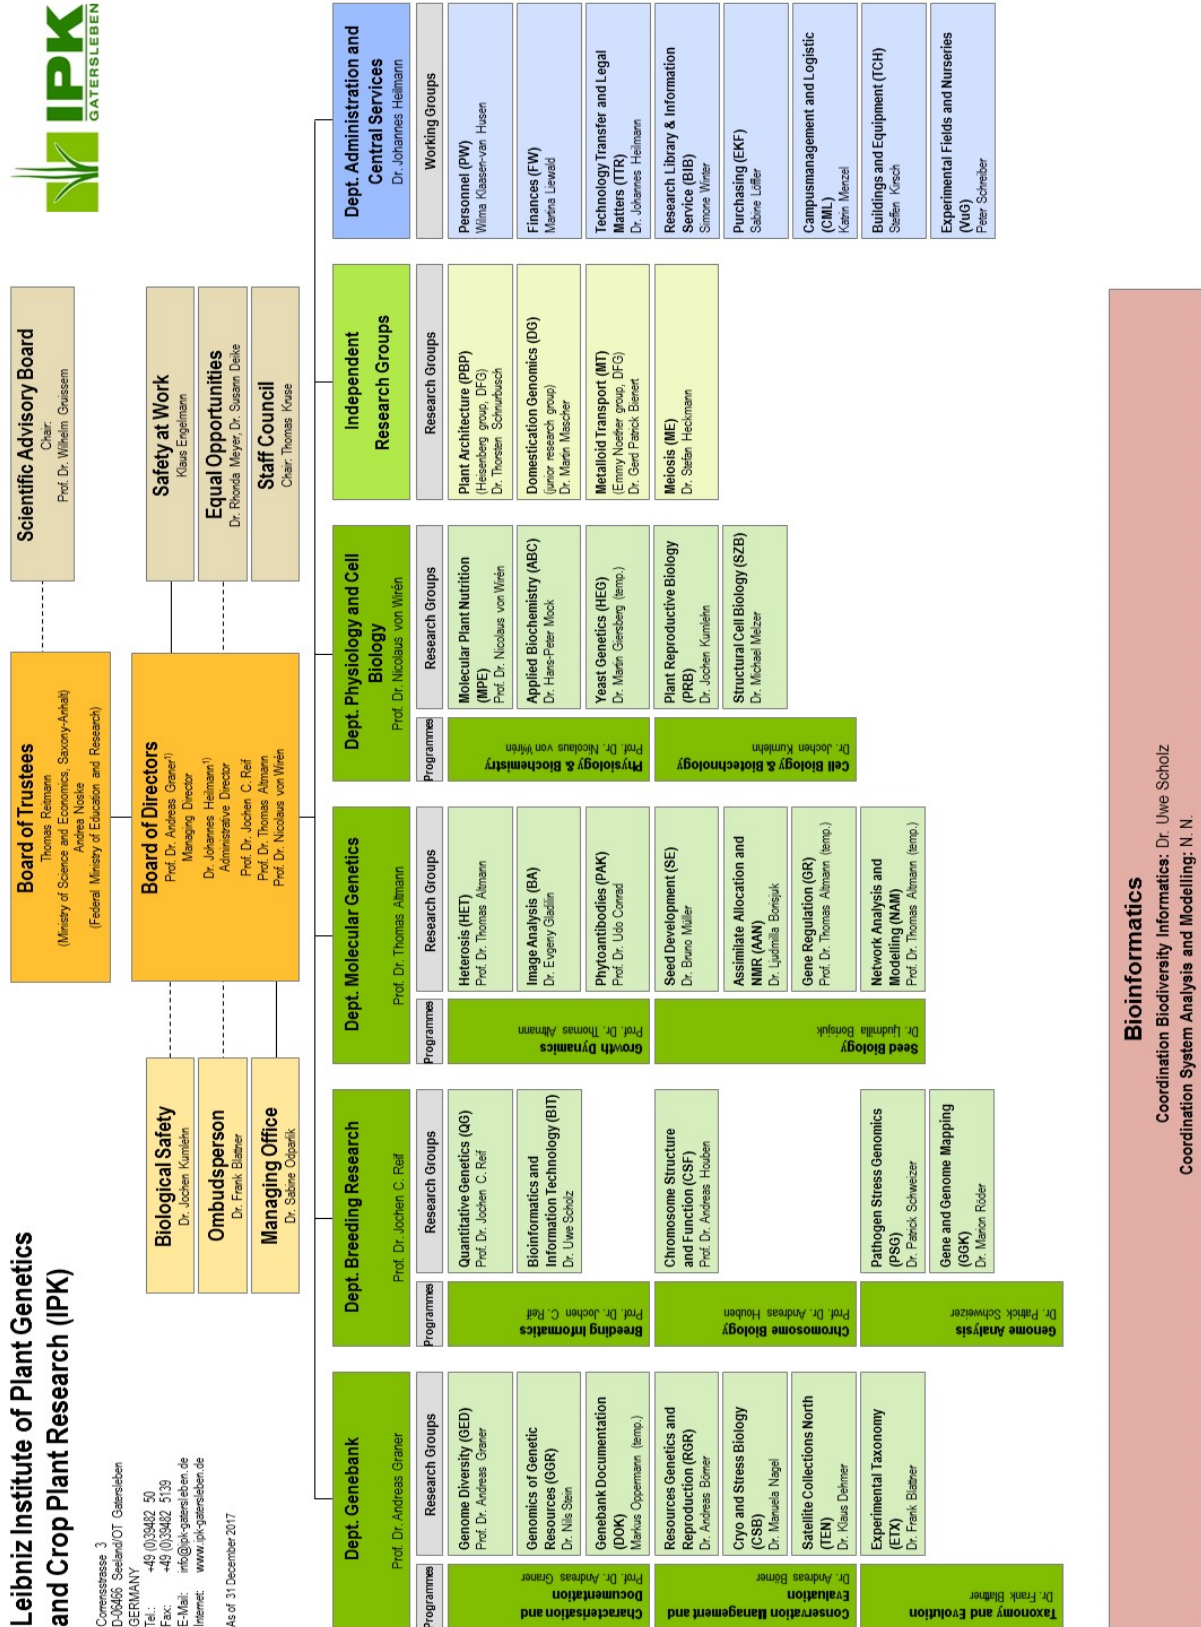 Leibniz Institute of Plant Genetics
and Crop Plant Research (IPK)
Corrensstrasse 3
D-06466 Seeland/OT Gatersleben
GERMANY
Tel.: +49 (0)39482 50
Fax: +49 (0)39482 5139
E-Mail: info@ipk-gatersleben.de
Internet: www.ipk-gatersleben.de
As of 31 December 2017
IPK
GATERSLEBEN
Board of Trustees
Thomas Reitmann
(Ministry of Science and Economics, Saxony-Anhalt)
Andrea Noske
(Federal Ministry of Education and Research)
Scientific Advisory Board
Chair:
Prof. Dr. Wilhelm Gruissem
Board of Directors
Prof. Dr. Andreas Graner¹⁾
Managing Director
Dr. Johannes Heilmann¹⁾
Administrative Director
Prof. Dr. Jochen C. Reif
Prof. Dr. Thomas Altmann
Prof. Dr. Nicolaus von Wirén
Biological Safety
Dr. Jochen Kumlehn
Ombudsperson
Dr. Frank Blattner
Managing Office
Dr. Sabine Odparlik
Safety at Work
Klaus Engelmann
Equal Opportunities
Dr. Rhonda Meyer, Dr. Susann Deike
Staff Council
Chair: Thomas Kruse
Dept. Genebank
Prof. Dr. Andreas Graner
Programmes
Research Groups
Characterisation and
Documentation
Prof. Dr. Andreas Graner
Genome Diversity (GED)
Prof. Dr. Andreas Graner
Genomics of Genetic
Resources (GGR)
Dr. Nils Stein
Genebank Documentation
(DOK)
Markus Oppermann (temp.)
Conservation Management and
Evaluation
Dr. Andreas Börner
Resources Genetics and
Reproduction (RGR)
Dr. Andreas Börner
Cryo and Stress Biology
(CSB)
Dr. Manuela Nagel
Satellite Collections North
(TEN)
Dr. Klaus Dehmer
Taxonomy and Evolution
Dr. Frank Blattner
Experimental Taxonomy
(ETX)
Dr. Frank Blattner
Dept. Breeding Research
Prof. Dr. Jochen C. Reif
Programmes
Research Groups
Breeding Informatics
Prof. Dr. Jochen C. Reif
Quantitative Genetics (QG)
Prof. Dr. Jochen C. Reif
Bioinformatics and
Information Technology (BIT)
Dr. Uwe Scholz
Chromosome Biology
Prof. Dr. Andreas Houben
Chromosome Structure
and Function (CSF)
Prof. Dr. Andreas Houben
Genome Analysis
Dr. Patrick Schweizer
Pathogen Stress Genomics
(PSG)
Dr. Patrick Schweizer
Gene and Genome Mapping
(GGK)
Dr. Marion Röder
Dept. Molecular Genetics
Prof. Dr. Thomas Altmann
Programmes
Research Groups
Growth Dynamics
Prof. Dr. Thomas Altmann
Heterosis (HET)
Prof. Dr. Thomas Altmann
Image Analysis (BA)
Dr. Evgeny Gladilin
Phytoantibodies (PAK)
Prof. Dr. Udo Conrad
Seed Biology
Dr. Ljudmilla Borisjuk
Seed Development (SE)
Dr. Bruno Müller
Assimilate Allocation and
NMR (AAN)
Dr. Ljudmilla Borisjuk
Gene Regulation (GR)
Prof. Dr. Thomas Altmann (temp.)
Network Analysis and
Modelling (NAM)
Prof. Dr. Thomas Altmann (temp.)
Dept. Physiology and Cell
Biology
Prof. Dr. Nicolaus von Wirén
Programmes
Research Groups
Physiology & Biochemistry
Prof. Dr. Nicolaus von Wirén
Molecular Plant Nutrition
(MPE)
Prof. Dr. Nicolaus von Wirén
Applied Biochemistry (ABC)
Dr. Hans-Peter Mock
Yeast Genetics (HEG)
Dr. Martin Giersberg (temp.)
Cell Biology & Biotechnology
Dr. Jochen Kumlehn
Plant Reproductive Biology
(PRB)
Dr. Jochen Kumlehn
Structural Cell Biology (SZB)
Dr. Michael Melzer
Independent
Research Groups
Research Groups
Plant Architecture (PBP)
(Heisenberg group, DFG)
Dr. Thorsten Schnurbusch
Domestication Genomics (DG)
(junior research group)
Dr. Martin Mascher
Metalloid Transport (MT)
(Emmy Noether group, DFG)
Dr. Gerd Patrick Bienert
Meiosis (ME)
Dr. Stefan Heckmann
Dept. Administration and
Central Services
Dr. Johannes Heilmann
Working Groups
Personnel (PW)
Wilma Klaasen-van Husen
Finances (FW)
Martina Liewald
Technology Transfer and Legal
Matters (TTR)
Dr. Johannes Heilmann
Research Library & Information
Service (BIB)
Simone Winter
Purchasing (EKF)
Sabine Löffler
Campusmanagement and Logistic
(CML)
Katrin Menzel
Buildings and Equipment (TCH)
Steffen Kirsch
Experimental Fields and Nurseries
(VuG)
Peter Schreiber
Bioinformatics
Coordination Biodiversity Informatics: Dr. Uwe Scholz
Coordination System Analysis and Modelling: N. N.